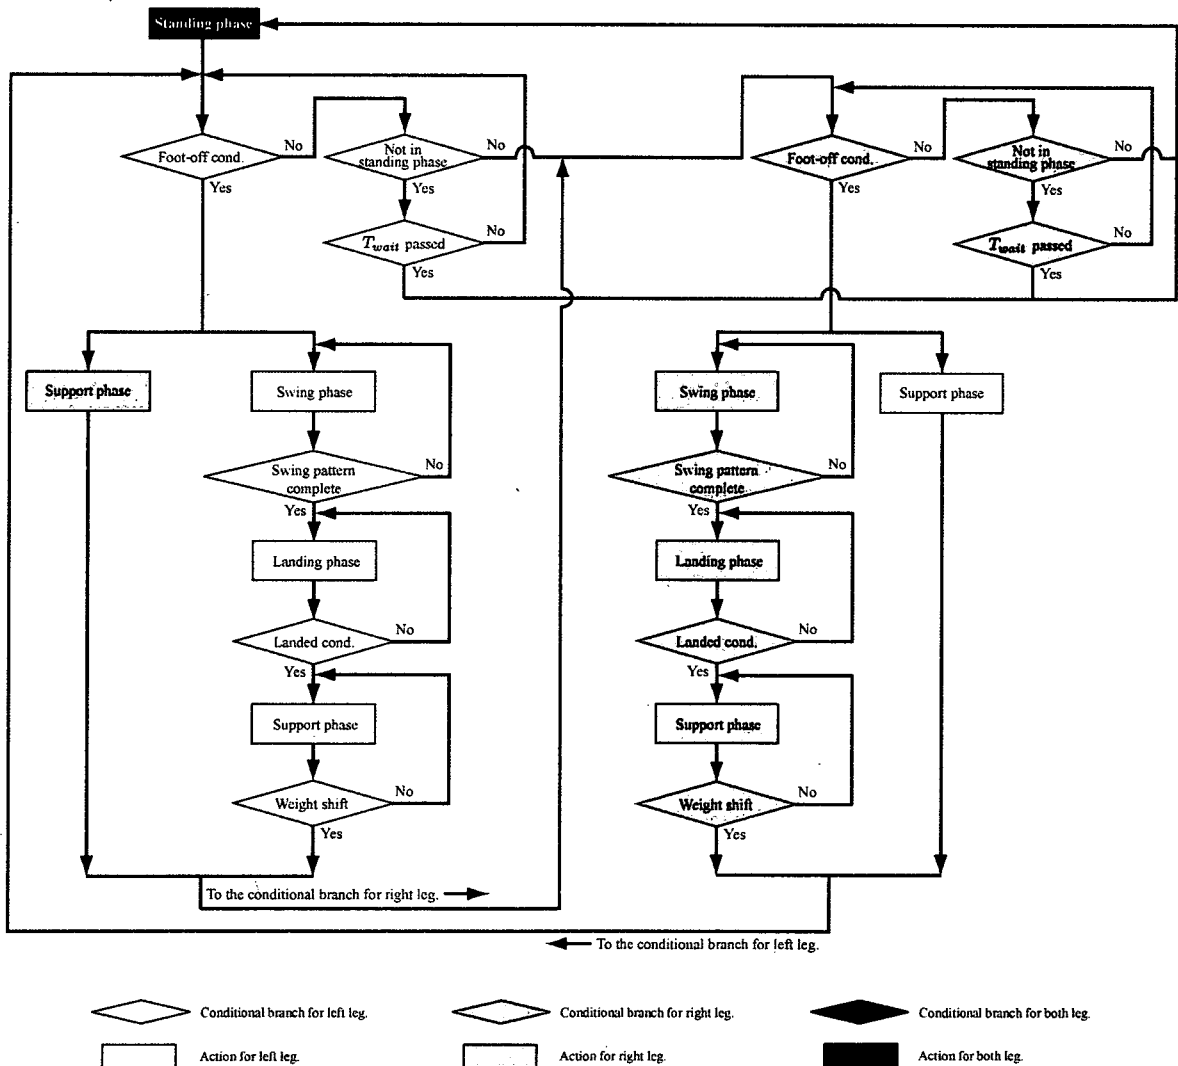 Standing phase
Foot-off cond.
No
Yes
Not in
standing phase
No
Yes
Twait passed
No
Yes
Foot-off cond.
No
Yes
Not in
standing phase
No
Yes
Twait passed
No
Yes
Support phase
Swing phase
Swing pattern
complete
No
Yes
Landing phase
Landed cond.
No
Yes
Support phase
Weight shift
No
Yes
To the conditional branch for right leg.
Swing phase
Support phase
Swing pattern
complete
No
Yes
Landing phase
Landed cond.
No
Yes
Support phase
Weight shift
No
Yes
To the conditional branch for left leg.
Conditional branch for left leg.
Conditional branch for right leg.
Conditional branch for both leg.
Action for left leg.
Action for right leg.
Action for both leg.